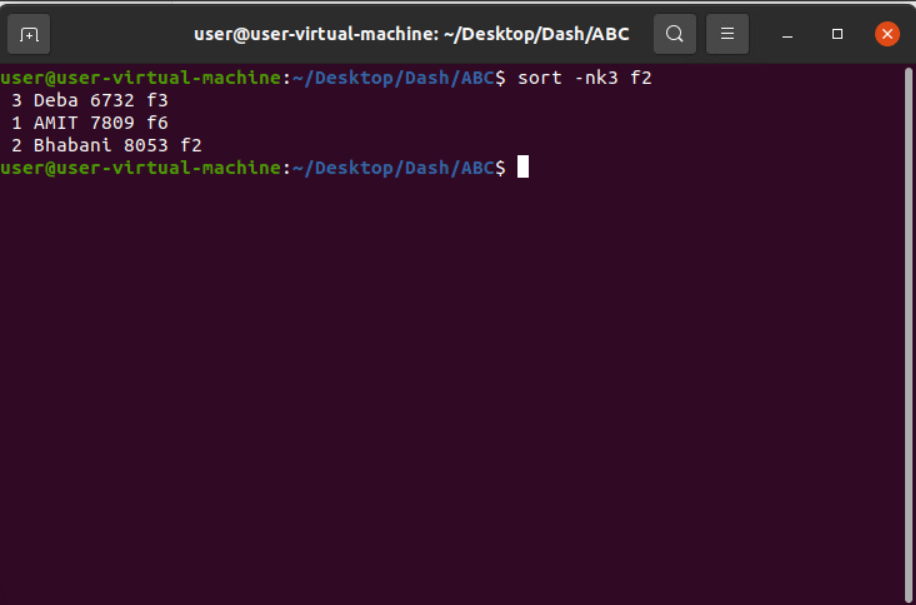 user@user-virtual-machine: ~/Desktop/Dash/ABC
user@user-virtual-machine:~/Desktop/Dash/ABC$ sort -nk3 f2
 3 Deba 6732 f3
 1 AMIT 7809 f6
 2 Bhabani 8053 f2
user@user-virtual-machine:~/Desktop/Dash/ABC$